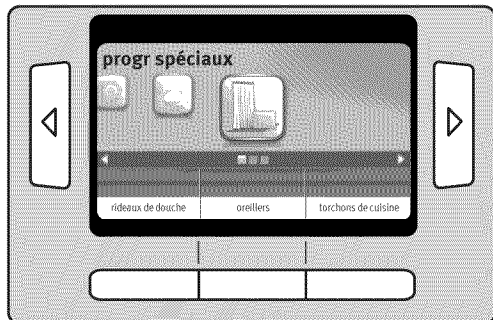 progr spéciaux
rideaux de douche oreillers torchons de cuisine